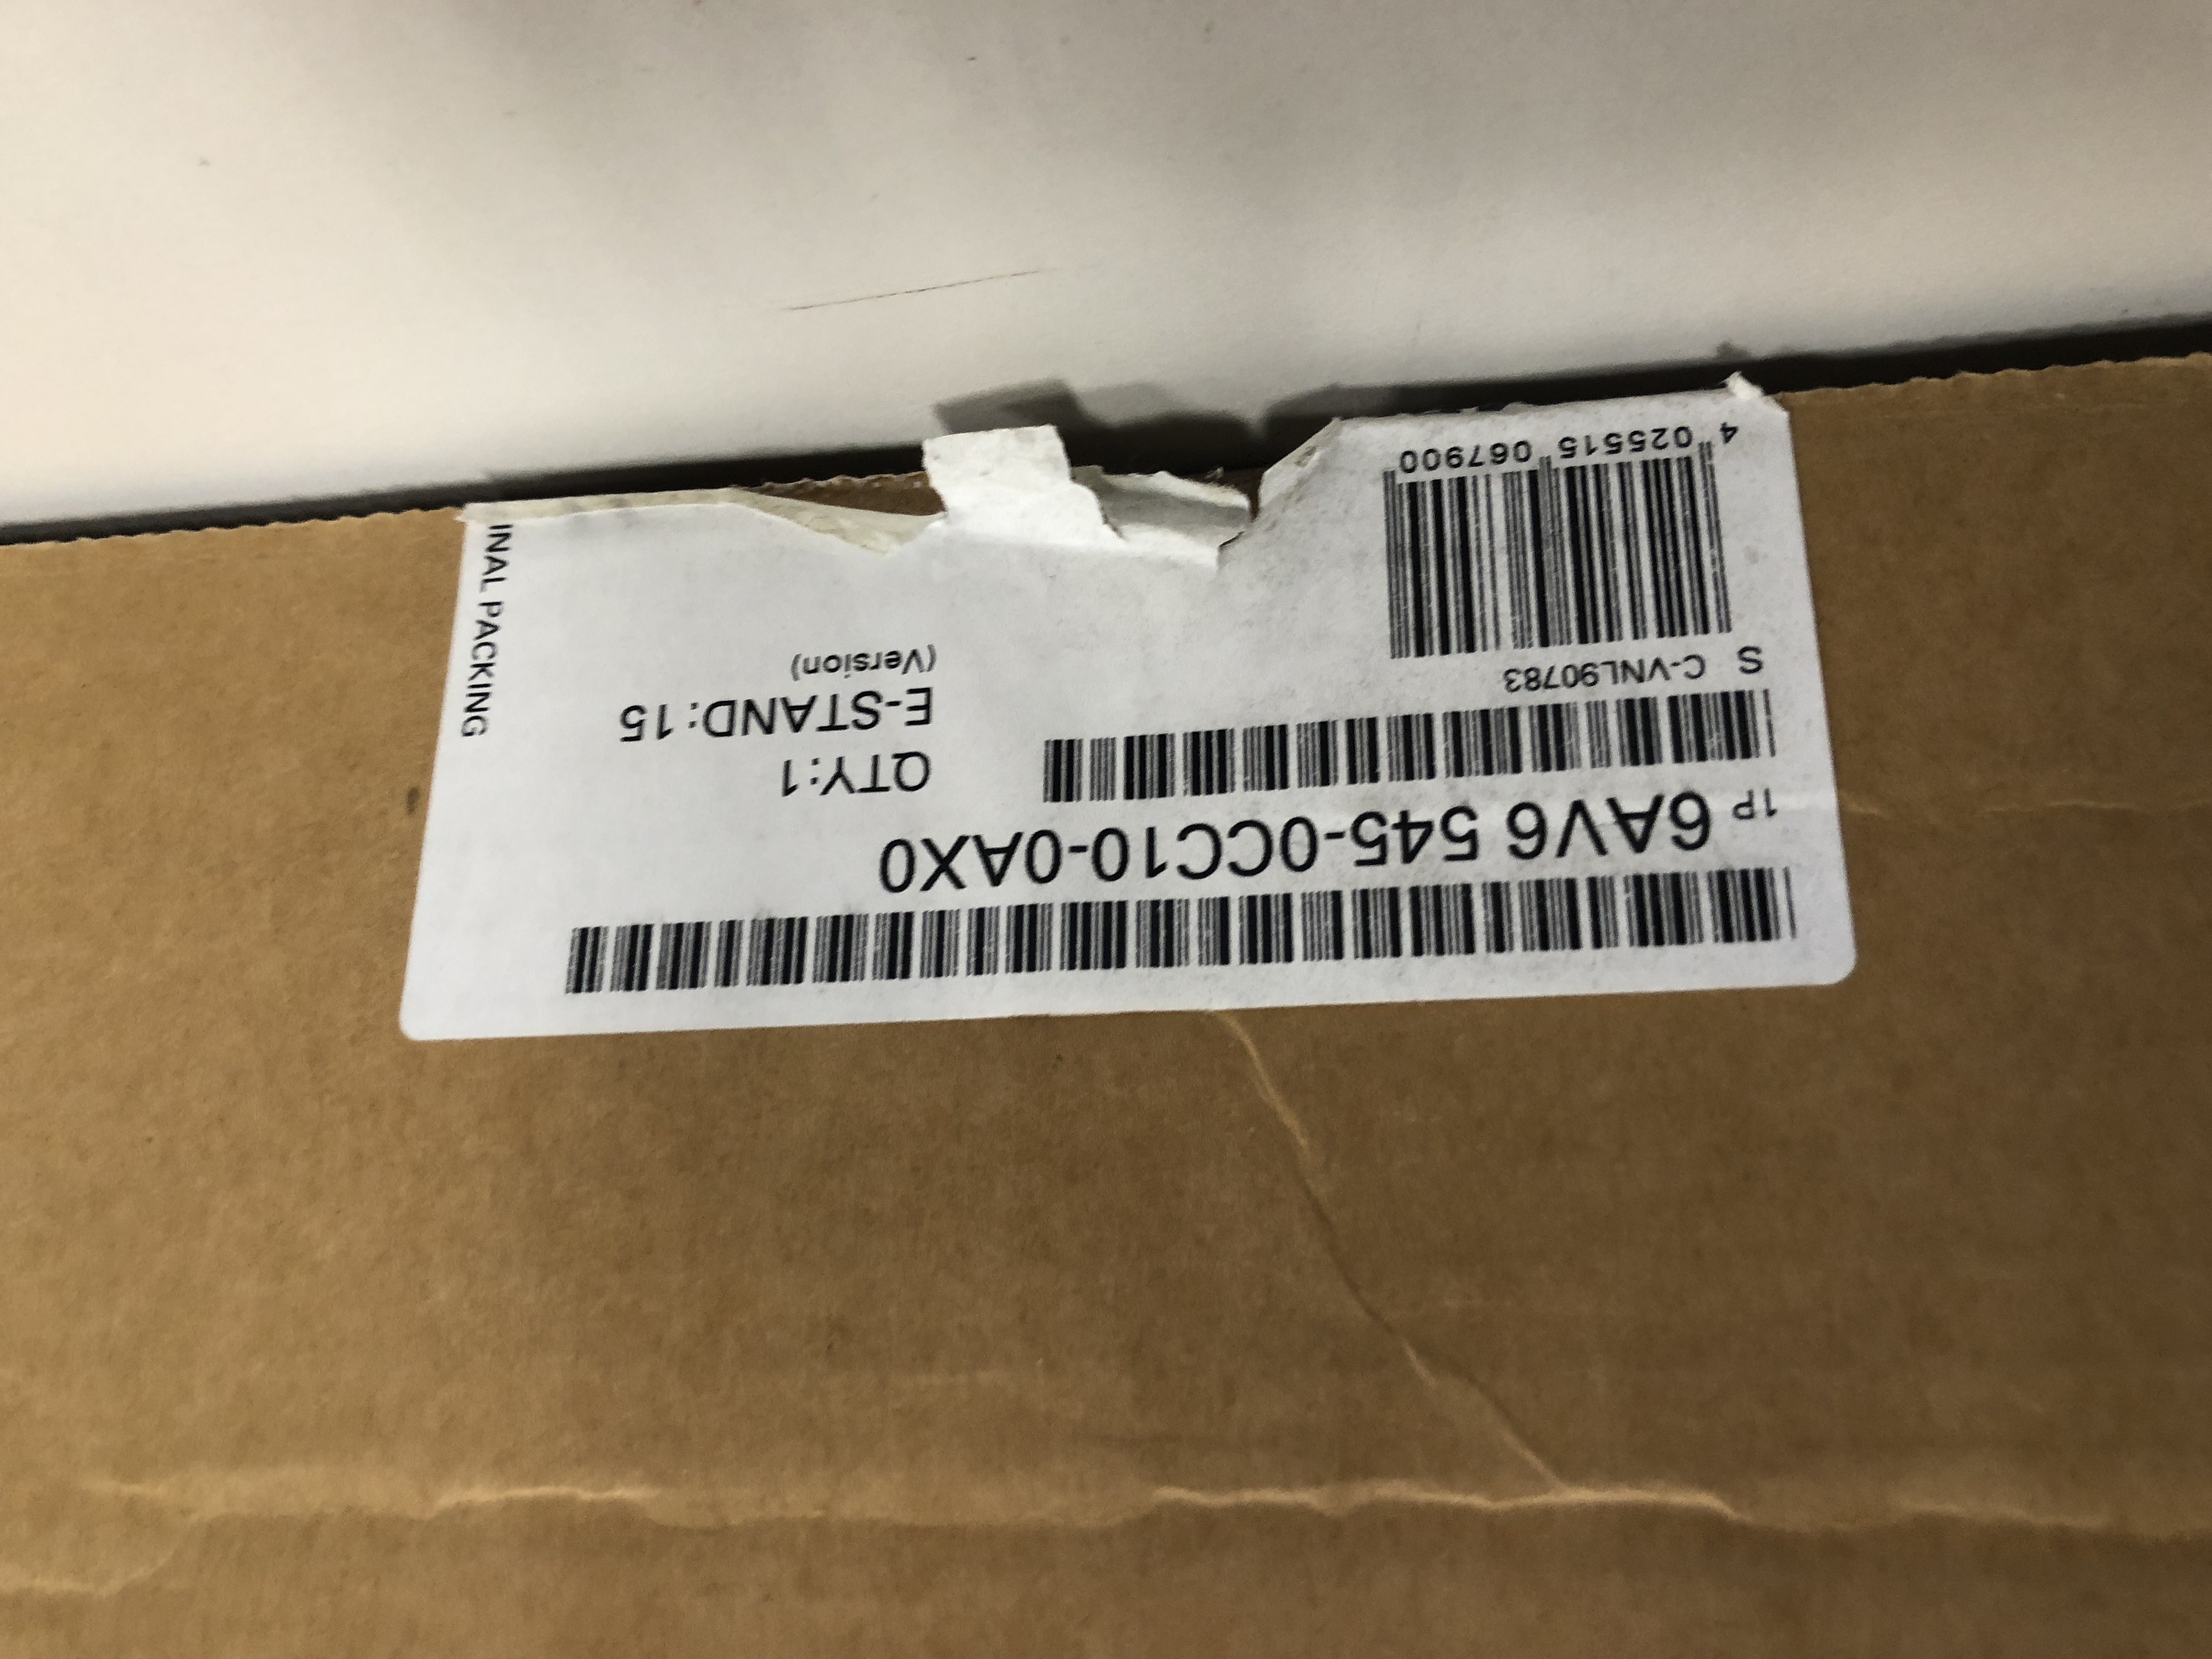 1P 6AV6 545-0CC10-0AX0
S C-VNL90783
QTY:1
E-STAND:15
(Version)
4 025515 067900
INAL PACKING